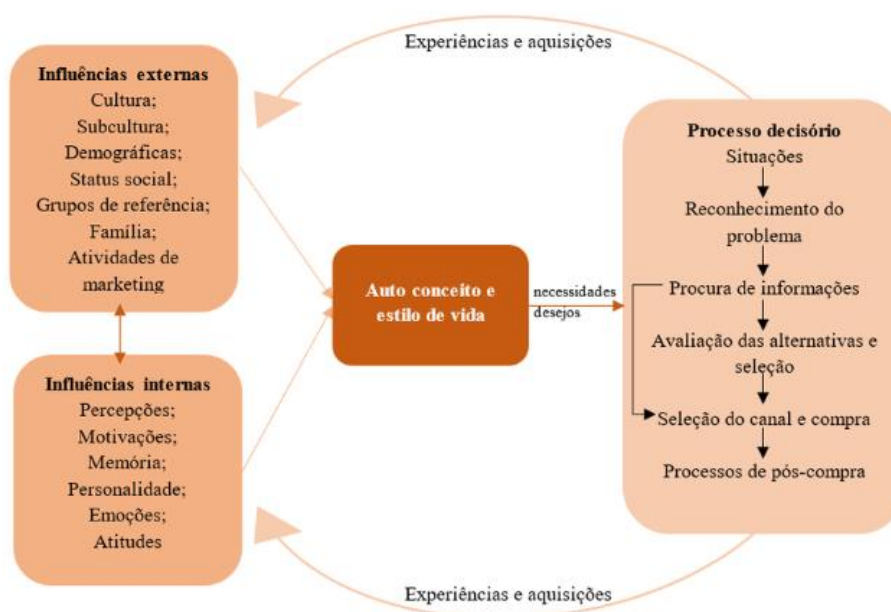 Experiências e aquisições
Influências externas
Cultura;
Subcultura;
Demográficas;
Status social;
Grupos de referência;
Família;
Atividades de
marketing
Influências internas
Percepções;
Motivações;
Memória;
Personalidade;
Emoções;
Atitudes
Auto conceito e
estilo de vida
necessidades
desejos
Processo decisório
Situações
Reconhecimento do
problema
Procura de informações
Avaliação das alternativas e
seleção
Seleção do canal e compra
Processos de pós-compra
Experiências e aquisições